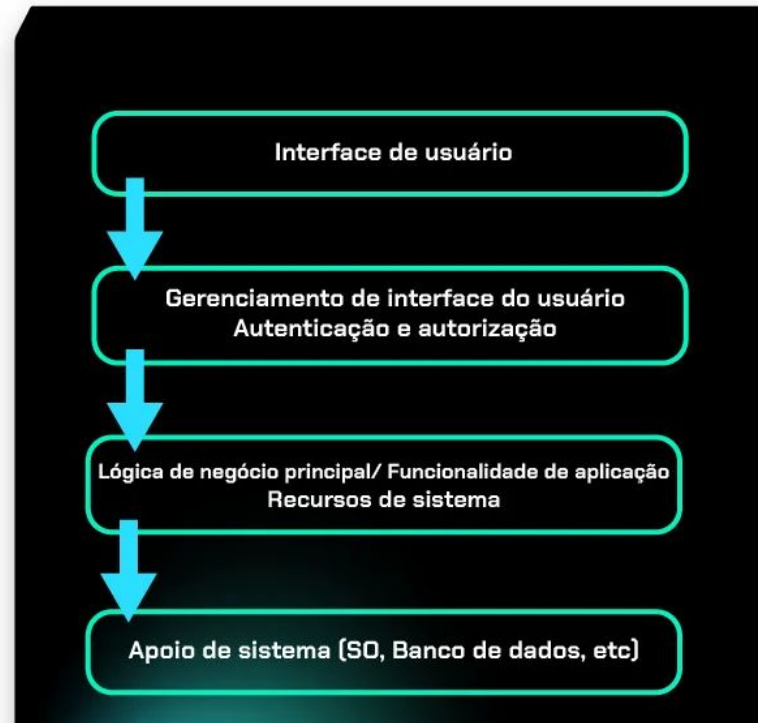 Interface de usuário
Gerenciamento de interface do usuário
Autenticação e autorização
Lógica de negócio principal/ Funcionalidade de aplicação
Recursos de sistema
Apoio de sistema (SO, Banco de dados, etc)